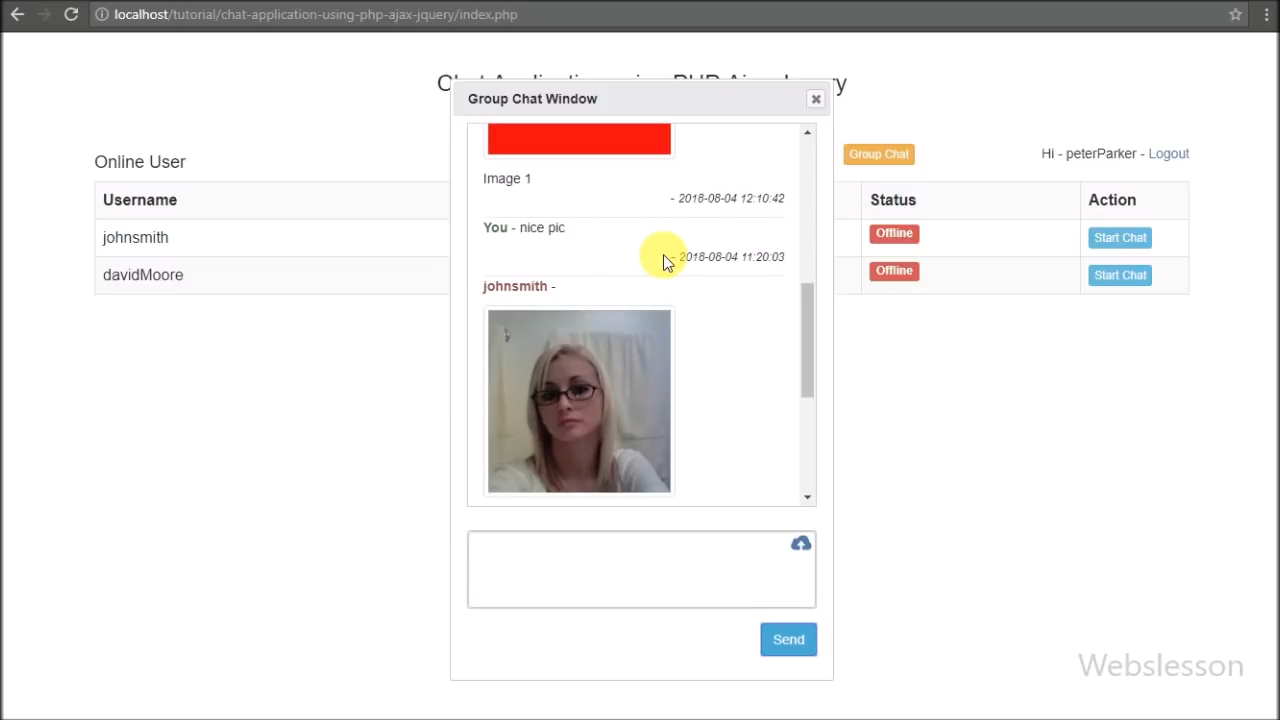 localhost/tutorial/chat-application-using-php-ajax-jquery/index.php
Group Chat Window
Online User
Group Chat
Hi - peterParker - Logout
Username
Status
Action
johnsmith
Offline
Start Chat
davidMoore
Offline
Start Chat
Image 1
- 2018-08-04 12:10:42
You - nice pic
- 2018-08-04 11:20:03
johnsmith -
Send
Webslesson